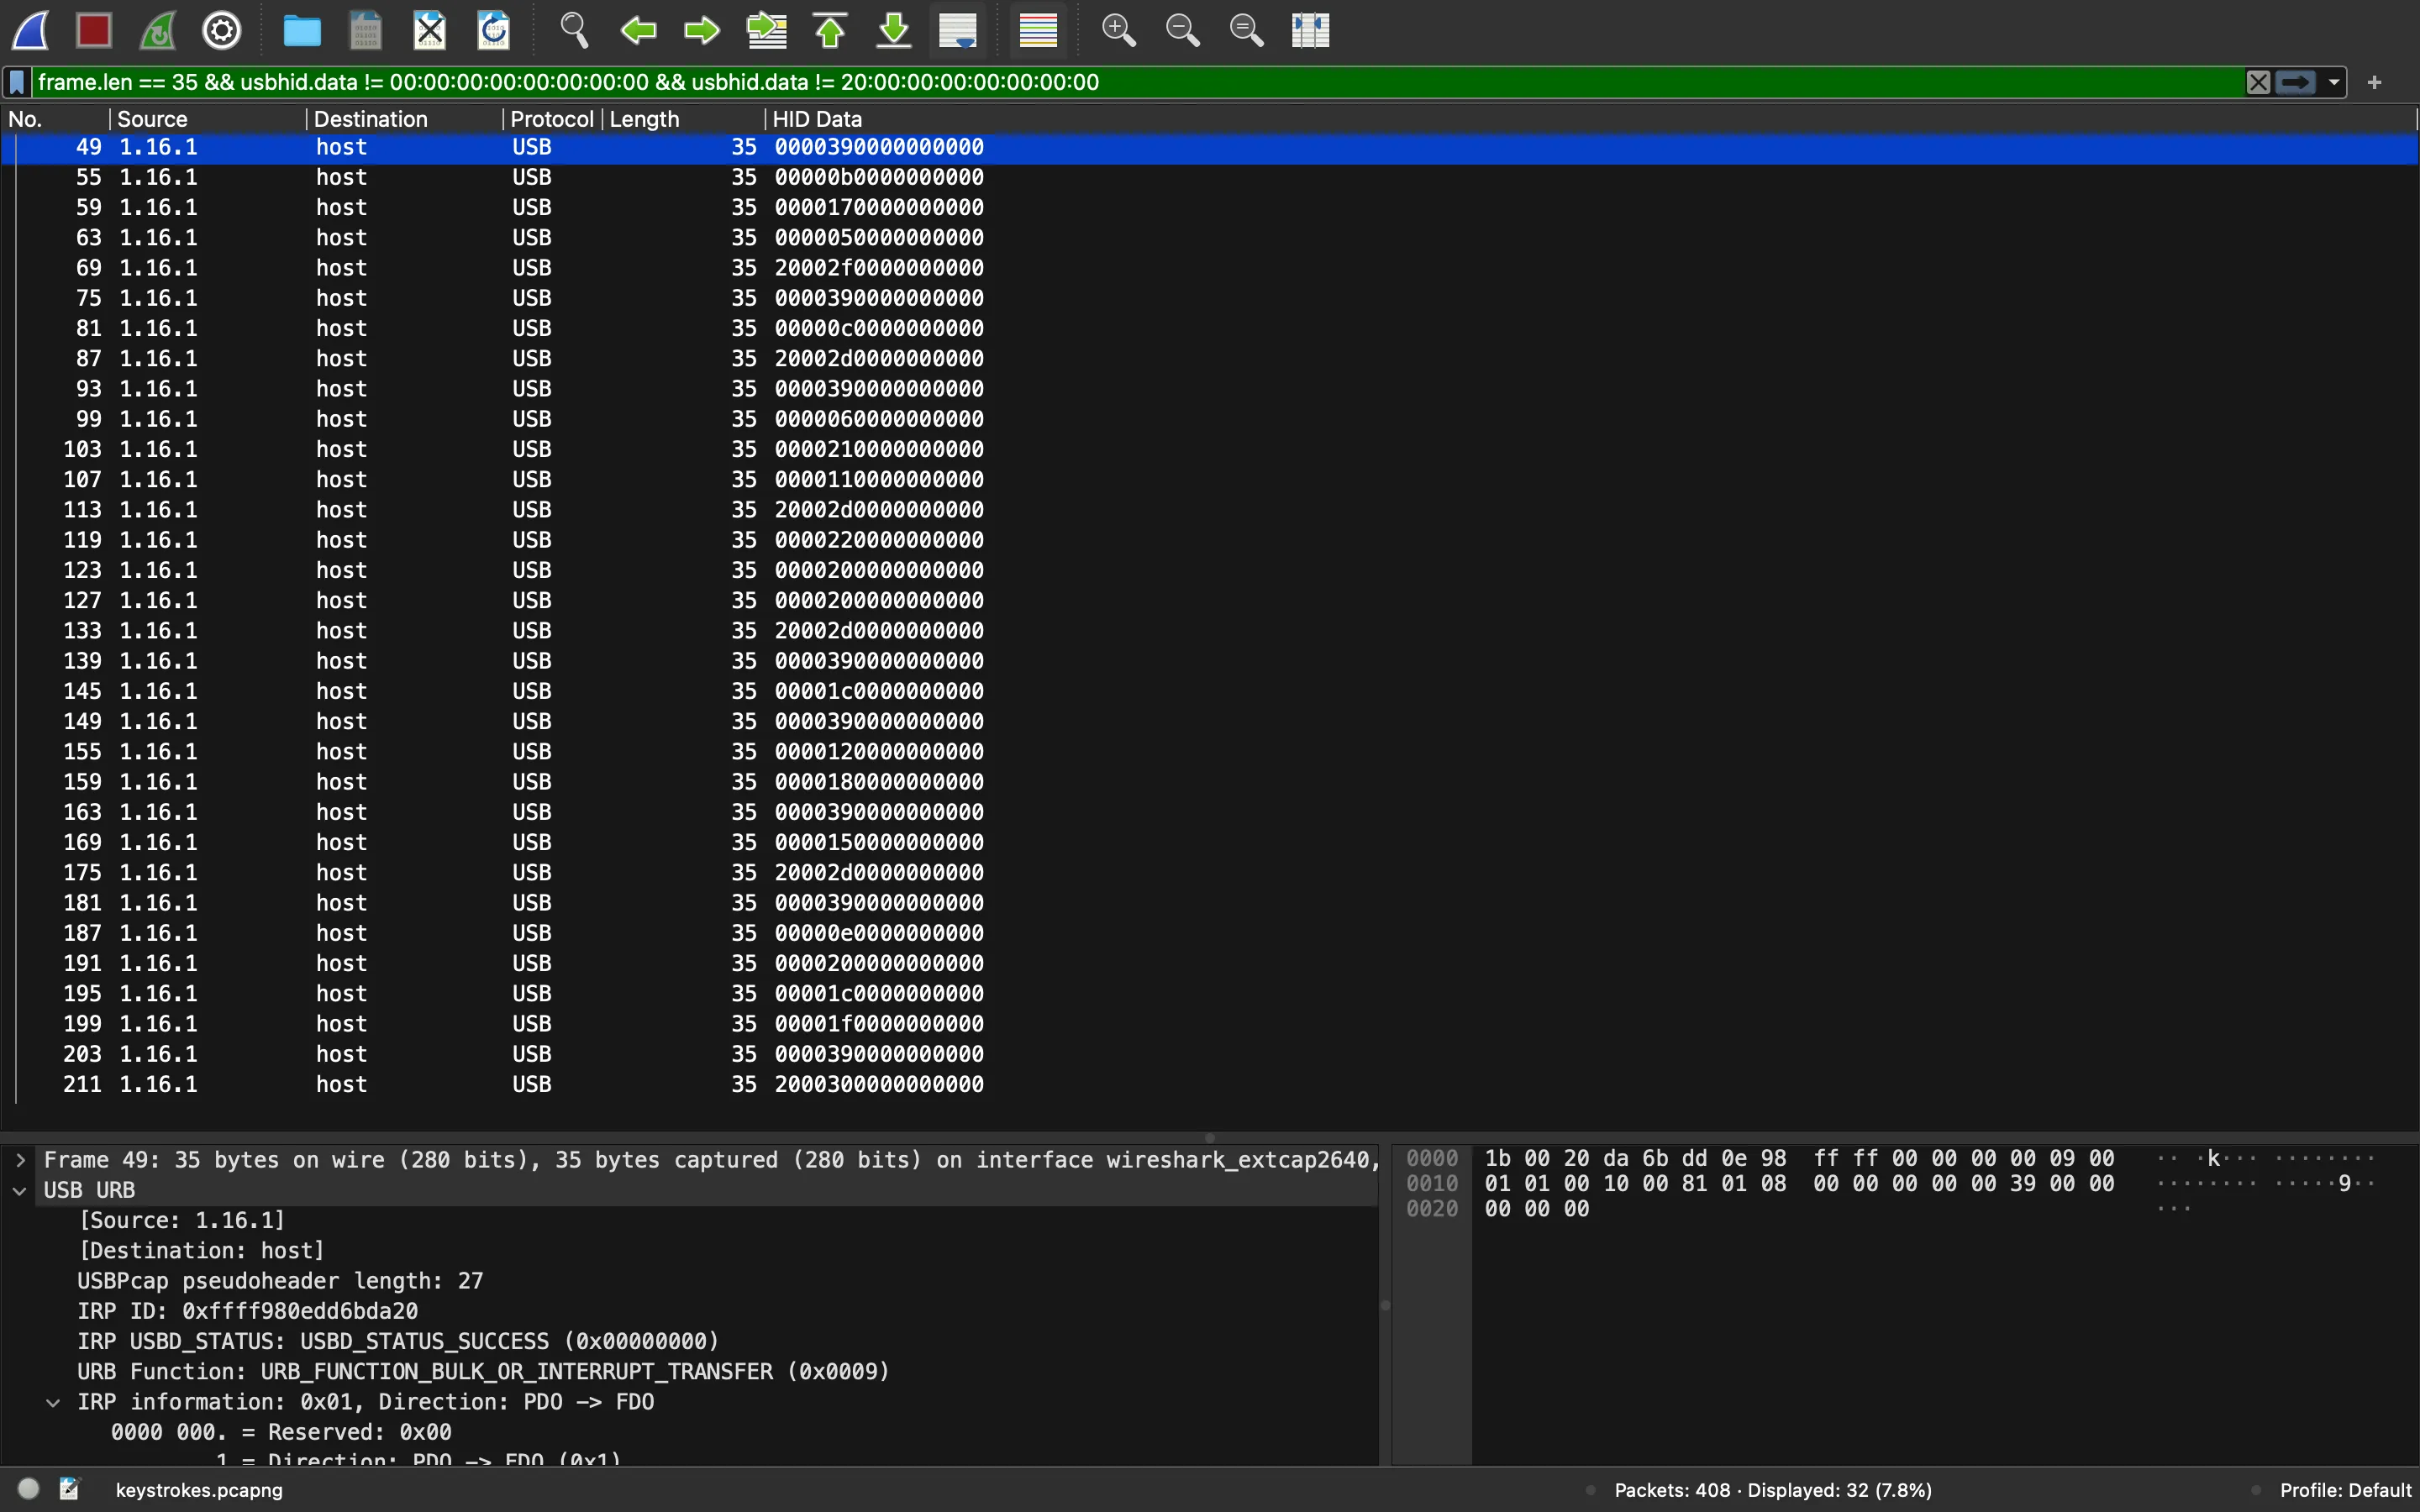 frame.len == 35 && usbhid.data != 00:00:00:00:00:00:00:00 && usbhid.data != 20:00:00:00:00:00:00:00
No. Source Destination Protocol Length HID Data
49 1.16.1 host USB 35 0000390000000000
55 1.16.1 host USB 35 00000b0000000000
59 1.16.1 host USB 35 0000170000000000
63 1.16.1 host USB 35 0000050000000000
69 1.16.1 host USB 35 20002f0000000000
75 1.16.1 host USB 35 0000390000000000
81 1.16.1 host USB 35 00000c0000000000
87 1.16.1 host USB 35 20002d0000000000
93 1.16.1 host USB 35 0000390000000000
99 1.16.1 host USB 35 0000060000000000
103 1.16.1 host USB 35 0000210000000000
107 1.16.1 host USB 35 0000110000000000
113 1.16.1 host USB 35 20002d0000000000
119 1.16.1 host USB 35 0000220000000000
123 1.16.1 host USB 35 0000200000000000
127 1.16.1 host USB 35 0000200000000000
133 1.16.1 host USB 35 20002d0000000000
139 1.16.1 host USB 35 0000390000000000
145 1.16.1 host USB 35 00001c0000000000
149 1.16.1 host USB 35 0000390000000000
155 1.16.1 host USB 35 0000120000000000
159 1.16.1 host USB 35 0000180000000000
163 1.16.1 host USB 35 0000390000000000
169 1.16.1 host USB 35 0000150000000000
175 1.16.1 host USB 35 20002d0000000000
181 1.16.1 host USB 35 0000390000000000
187 1.16.1 host USB 35 00000e0000000000
191 1.16.1 host USB 35 0000200000000000
195 1.16.1 host USB 35 00001c0000000000
199 1.16.1 host USB 35 00001f0000000000
203 1.16.1 host USB 35 0000390000000000
211 1.16.1 host USB 35 2000300000000000
Frame 49: 35 bytes on wire (280 bits), 35 bytes captured (280 bits) on interface wireshark_extcap2640,
USB URB
[Source: 1.16.1]
[Destination: host]
USBPcap pseudoheader length: 27
IRP ID: 0xffff980edd6bda20
IRP USBD_STATUS: USBD_STATUS_SUCCESS (0x00000000)
URB Function: URB_FUNCTION_BULK_OR_INTERRUPT_TRANSFER (0x0009)
IRP information: 0x01, Direction: PDO -> FDO
0000 000. = Reserved: 0x00
1 = Direction: PDO -> FDO (0x1)
0000 1b 00 20 da 6b dd 0e 98 ff ff 00 00 00 00 09 00 ·· ·k··· ········
0010 01 01 00 10 00 81 01 08 00 00 00 00 00 39 00 00 ········ ·····9··
0020 00 00 00 ···
keystrokes.pcapng
Packets: 408 · Displayed: 32 (7.8%)
Profile: Default